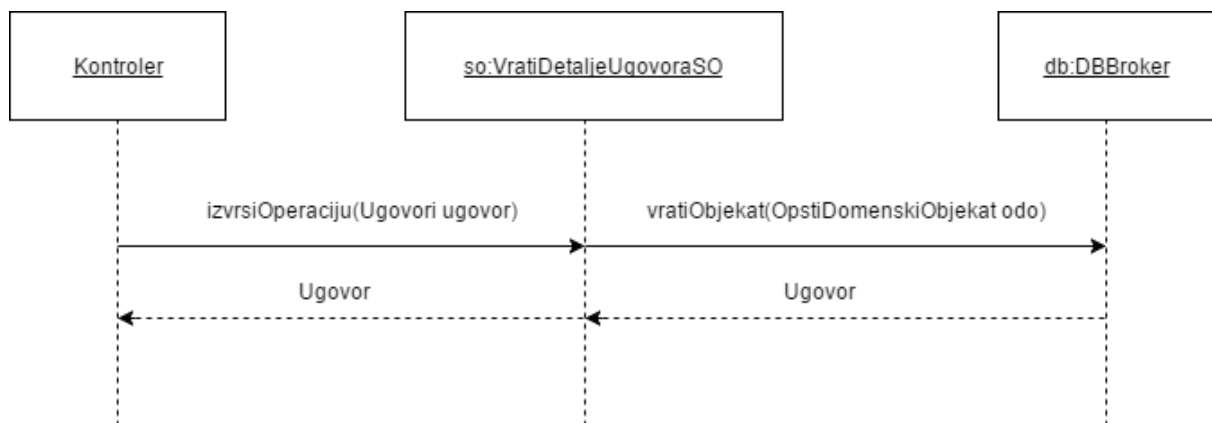 Kontroler
so:VratiDetaljeUgovoraSO
db:DBBroker
izvrsiOperaciju(Ugovori ugovor)
vratiObjekat(OpstiDomenskiObjekat odo)
Ugovor
Ugovor